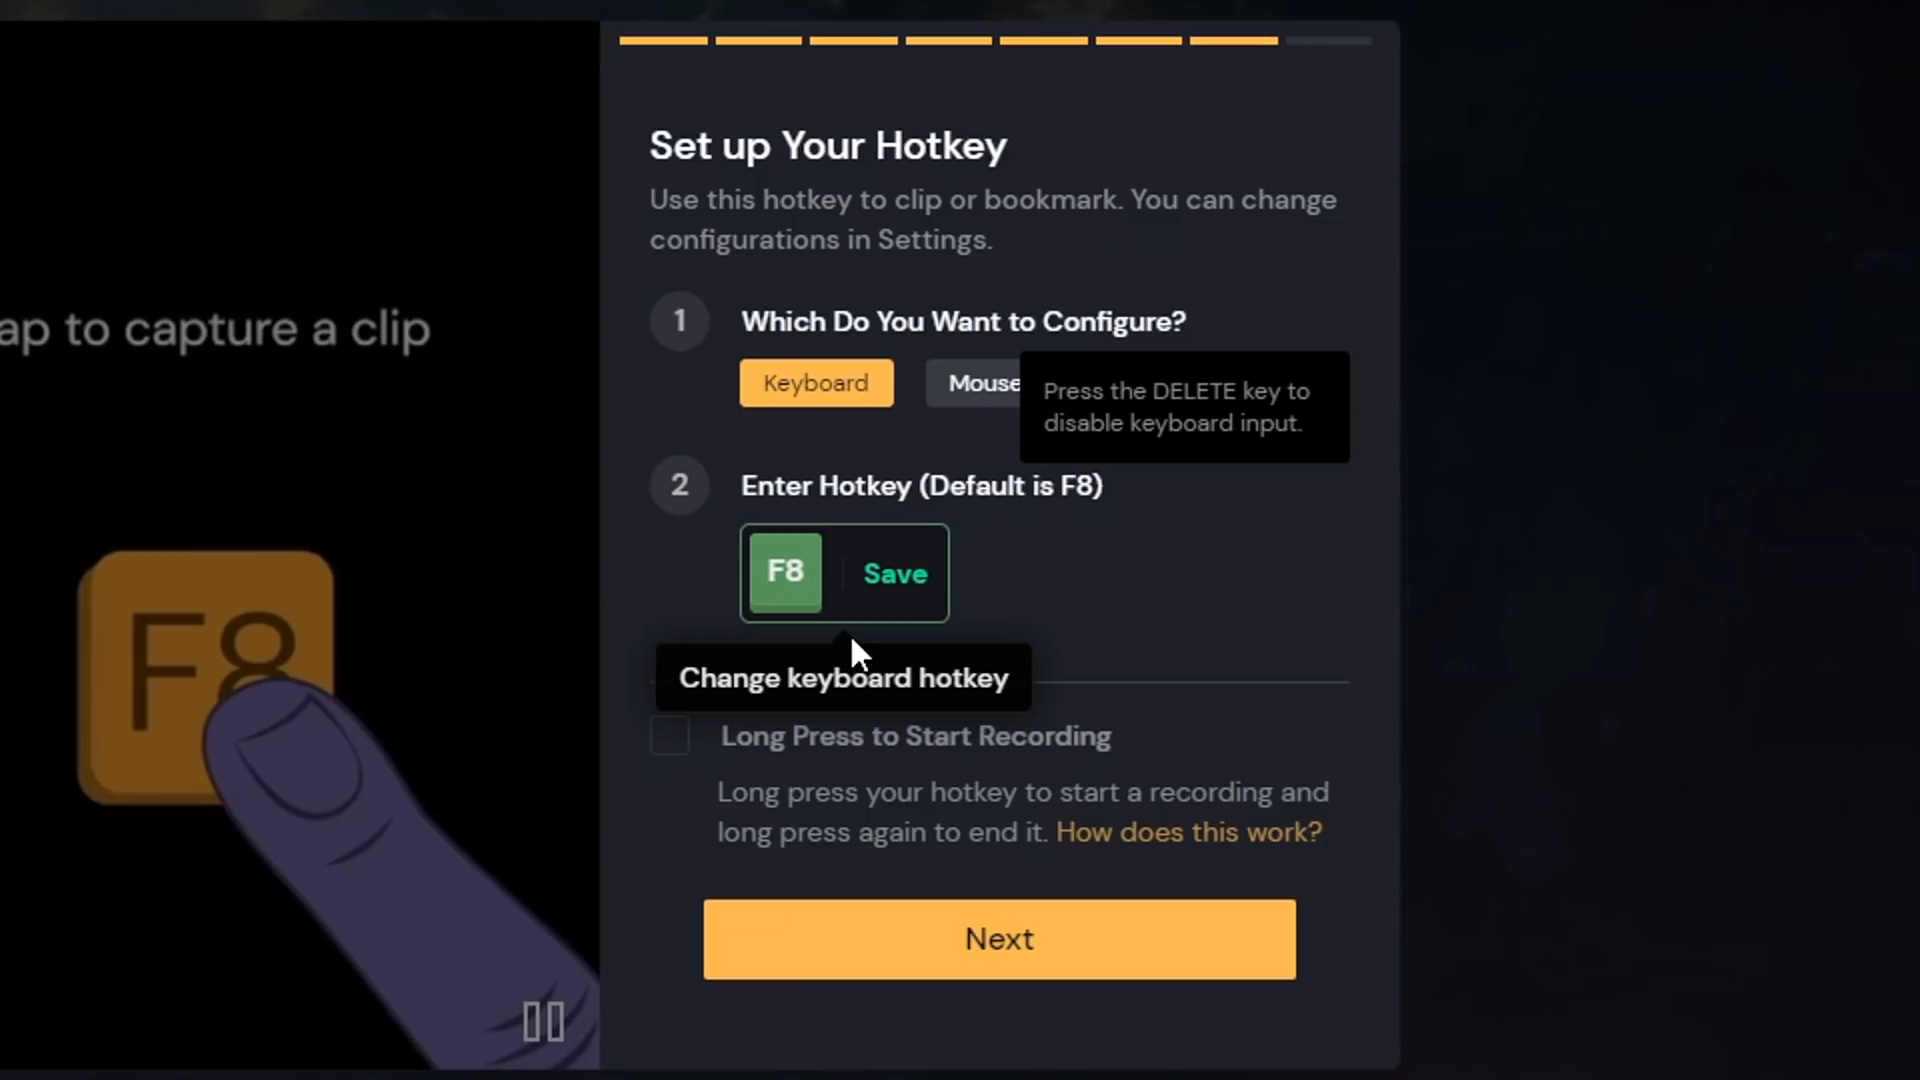 ap to capture a clip
F8
Set up Your Hotkey
Use this hotkey to clip or bookmark. You can change
configurations in Settings.
1 Which Do You Want to Configure?
Keyboard Mouse
Press the DELETE key to
disable keyboard input.
2 Enter Hotkey (Default is F8)
F8 Save
Change keyboard hotkey
Long Press to Start Recording
Long press your hotkey to start a recording and
long press again to end it. How does this work?
Next